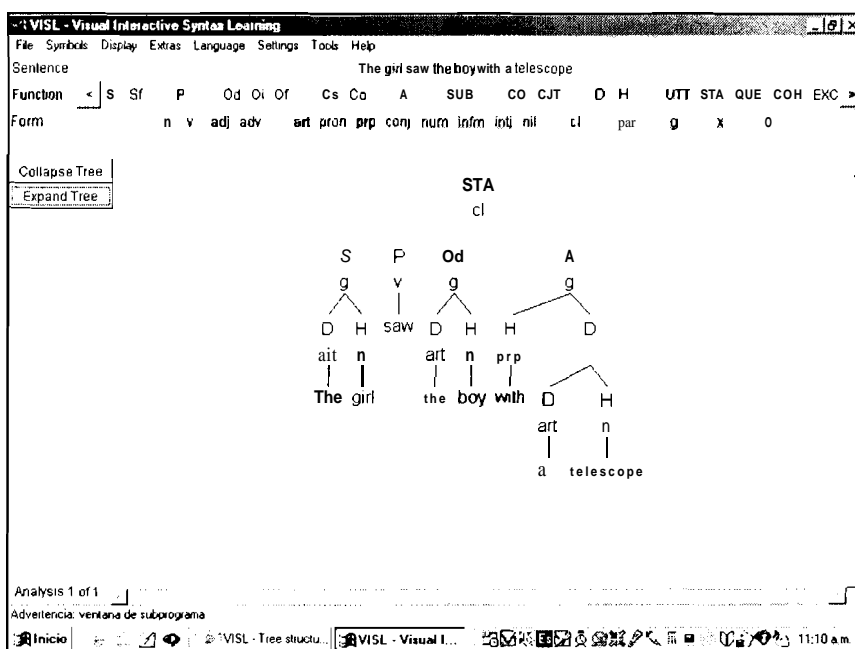 VISL - Visual Interactive Syntax Learning
File Symbols Display Extras Language Settings Tools Help
Sentence The girl saw the boy with a telescope
Function < S Sf P Od Oi Of Cs Co A SUB CO CJT D H UTT STA QUE COH EXC >
Form n v adj adv art pron prp conj num infm intj nil cl par g x 0
Collapse Tree
Expand Tree
STA
cl
S P Od A
g v g g
D H saw D H H D
ait n art n prp
The girl the boy with D H
art n
a telescope
Analysis 1 of 1
Advertencia: ventana de subprograma
Inicio VISL - Tree structu... VISL - Visual I... Es 11:10 a.m.